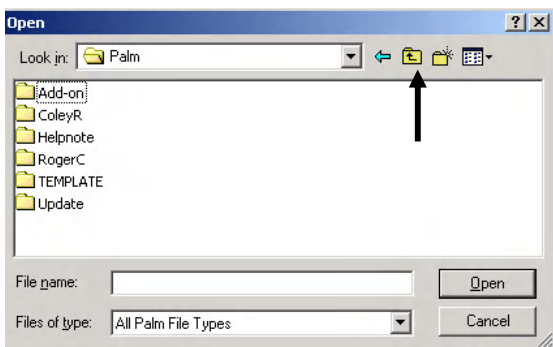 Open
Look in: Palm
Add-on
ColeyR
Helpnote
RogerC
TEMPLATE
Update
File name: Open
Files of type: All Palm File Types Cancel